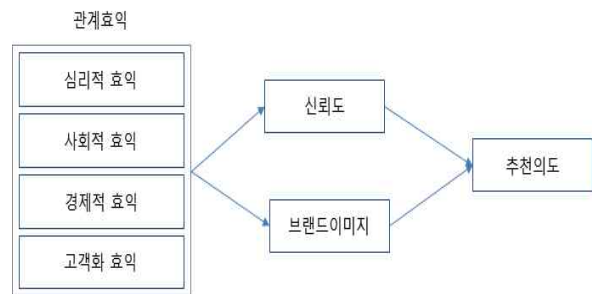 관계효익
심리적 효익
사회적 효익
경제적 효익
고객화 효익
신뢰도
브랜드이미지
추천의도